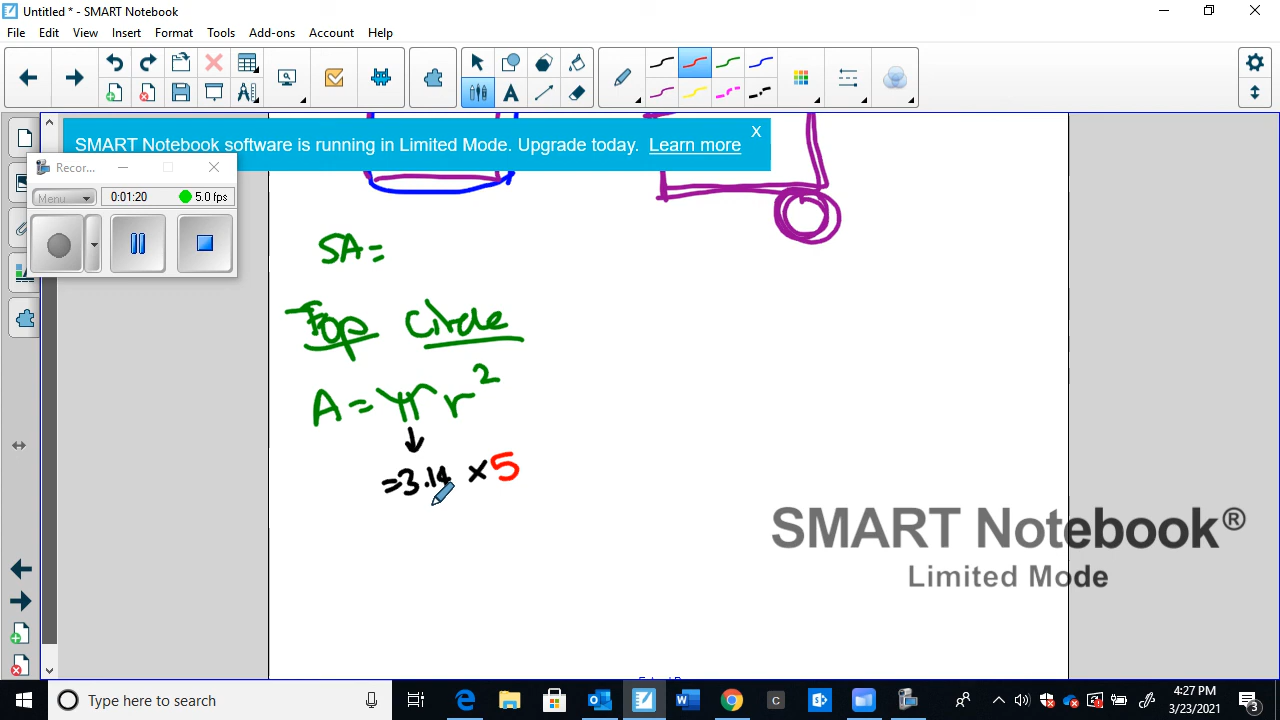 Untitled * - SMART Notebook
File Edit View Insert Format Tools Add-ons Account Help
SMART Notebook software is running in Limited Mode. Upgrade today. Learn more X
Recor...
Menu 0:01:20 5.0 fps
SA=
Top Circle
A = π r²
=3.14 × 5
SMART Notebook®
Limited Mode
Type here to search
4:27 PM
3/23/2021
3